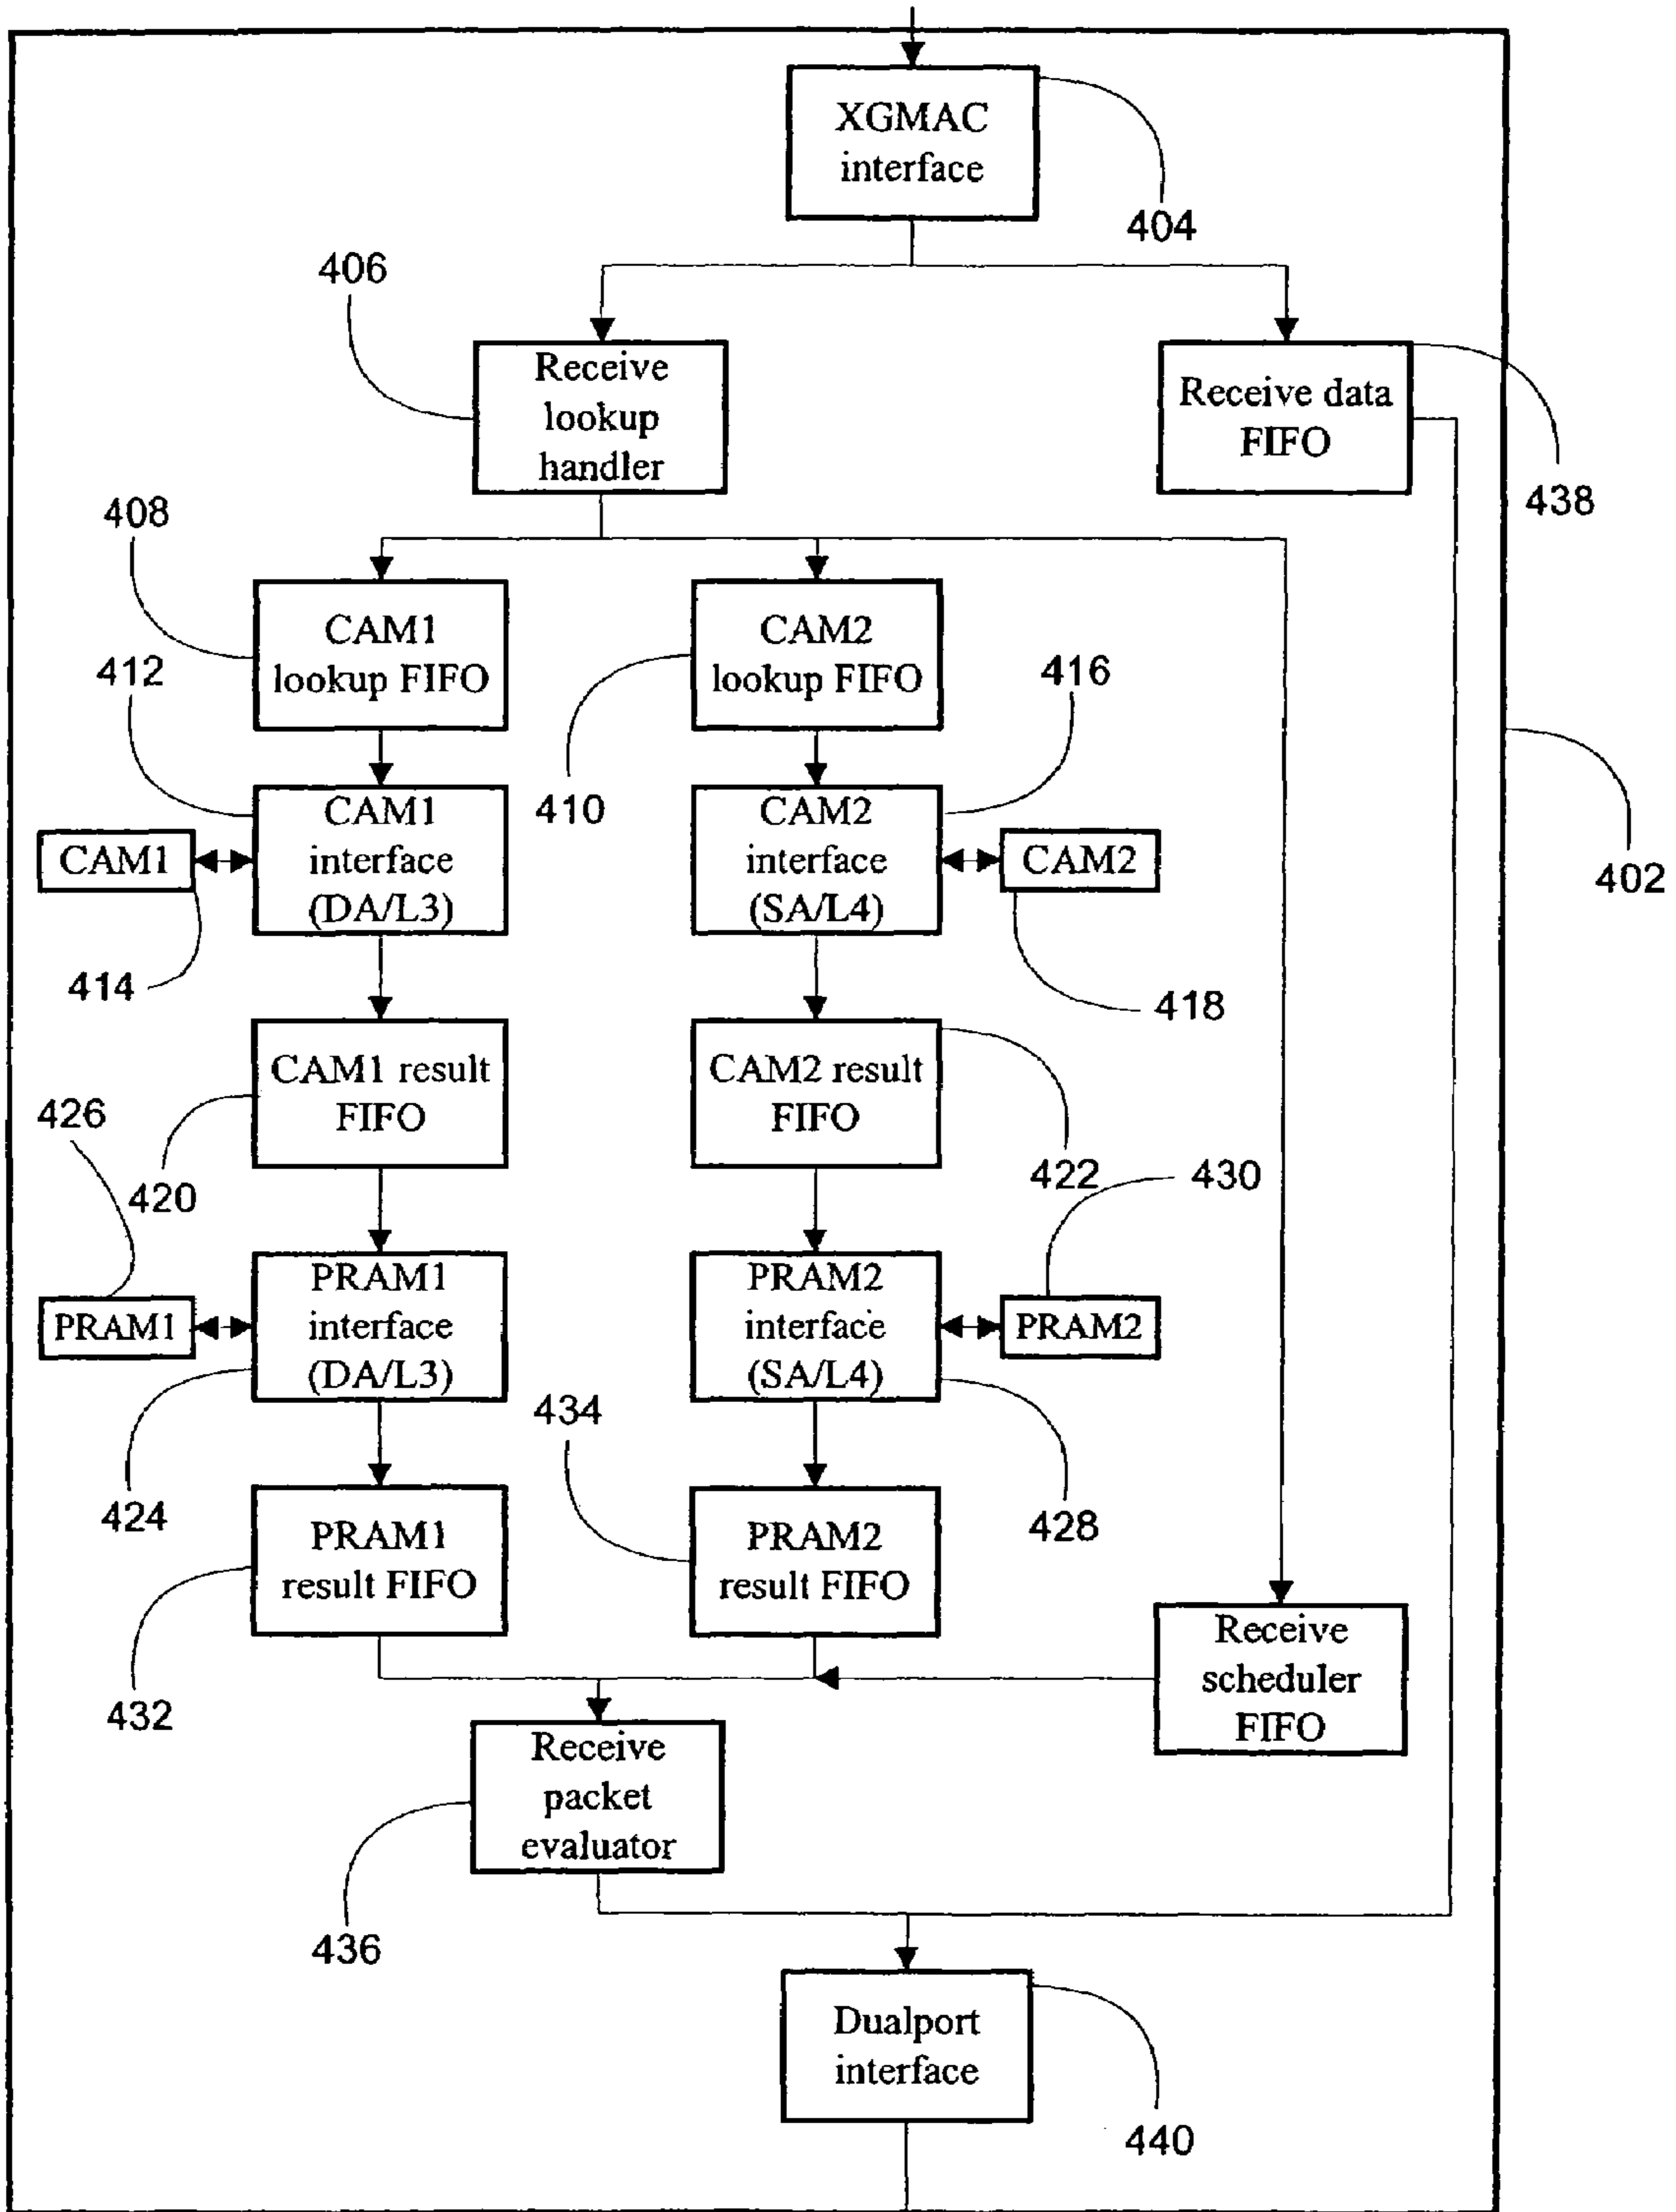 XGMAC
interface
404
406
Receive
lookup
handler
Receive data
FIFO
438
408
CAM1
lookup FIFO
CAM2
lookup FIFO
412
416
410
CAM1
interface
(DA/L3)
CAM2
interface
(SA/L4)
CAM1
CAM2
402
414
418
CAM1 result
FIFO
CAM2 result
FIFO
426
420
422
430
PRAM1
interface
(DA/L3)
PRAM2
interface
(SA/L4)
PRAM1
PRAM2
434
424
428
PRAM1
result FIFO
PRAM2
result FIFO
Receive
scheduler
FIFO
432
Receive
packet
evaluator
436
Dualport
interface
440